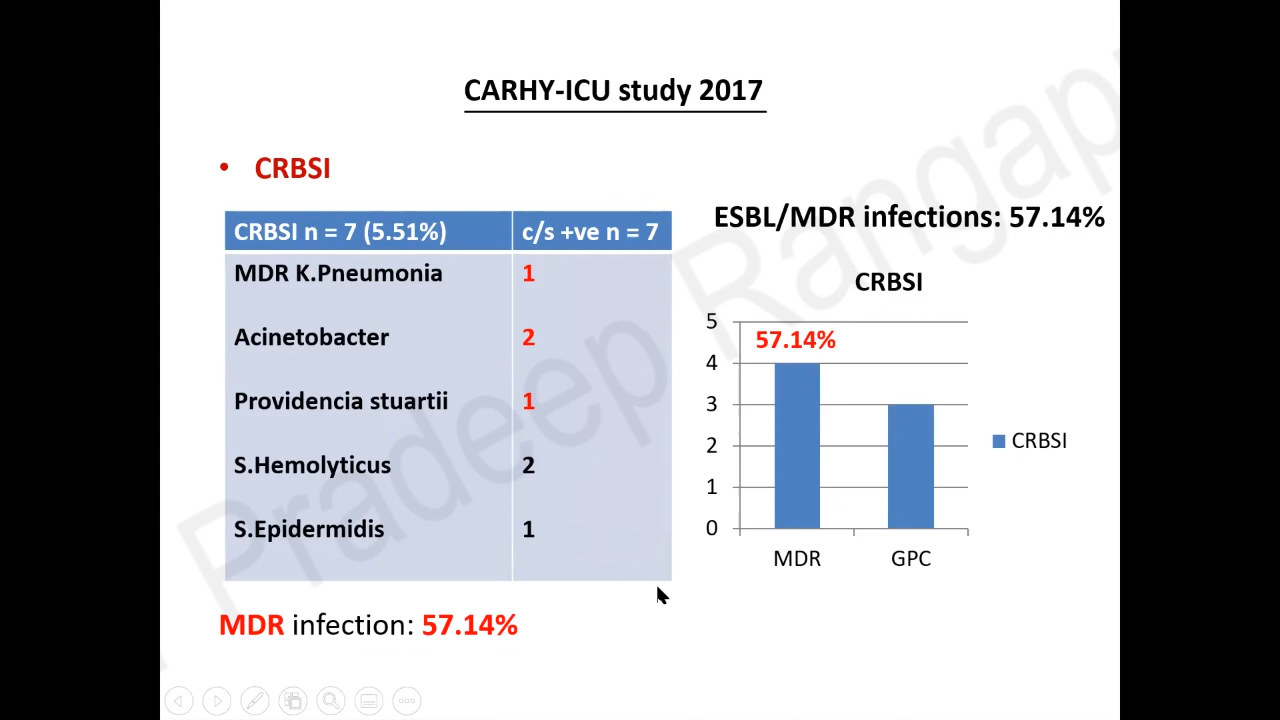 CARHY-ICU study 2017
• CRBSI
CRBSI n = 7 (5.51%) c/s +ve n = 7
MDR K.Pneumonia 1
Acinetobacter 2
Providencia stuartii 1
S.Hemolyticus 2
S.Epidermidis 1
MDR infection: 57.14%
ESBL/MDR infections: 57.14%
CRBSI
5
57.14%
4
3
2
1
0
MDR GPC
CRBSI
Pradeep Rangap